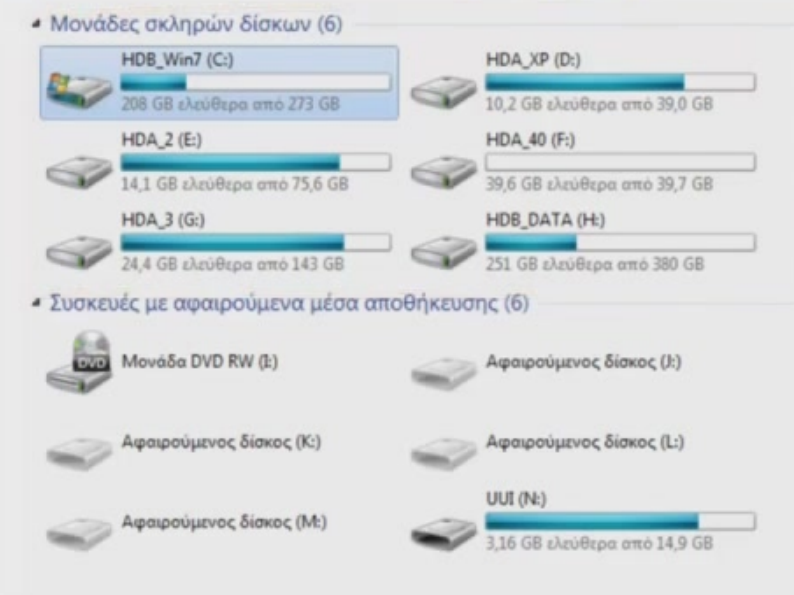 Μονάδες σκληρών δίσκων (6)
HDB_Win7 (C:)
208 GB ελεύθερα από 273 GB
HDA_XP (D:)
10,2 GB ελεύθερα από 39,0 GB
HDA_2 (E:)
14,1 GB ελεύθερα από 75,6 GB
HDA_40 (F:)
39,6 GB ελεύθερα από 39,7 GB
HDA_3 (G:)
24,4 GB ελεύθερα από 143 GB
HDB_DATA (H:)
251 GB ελεύθερα από 380 GB
Συσκευές με αφαιρούμενα μέσα αποθήκευσης (6)
DVD
Μονάδα DVD RW (I:)
Αφαιρούμενος δίσκος (J:)
Αφαιρούμενος δίσκος (K:)
Αφαιρούμενος δίσκος (L:)
Αφαιρούμενος δίσκος (M:)
UUI (N:)
3,16 GB ελεύθερα από 14,9 GB